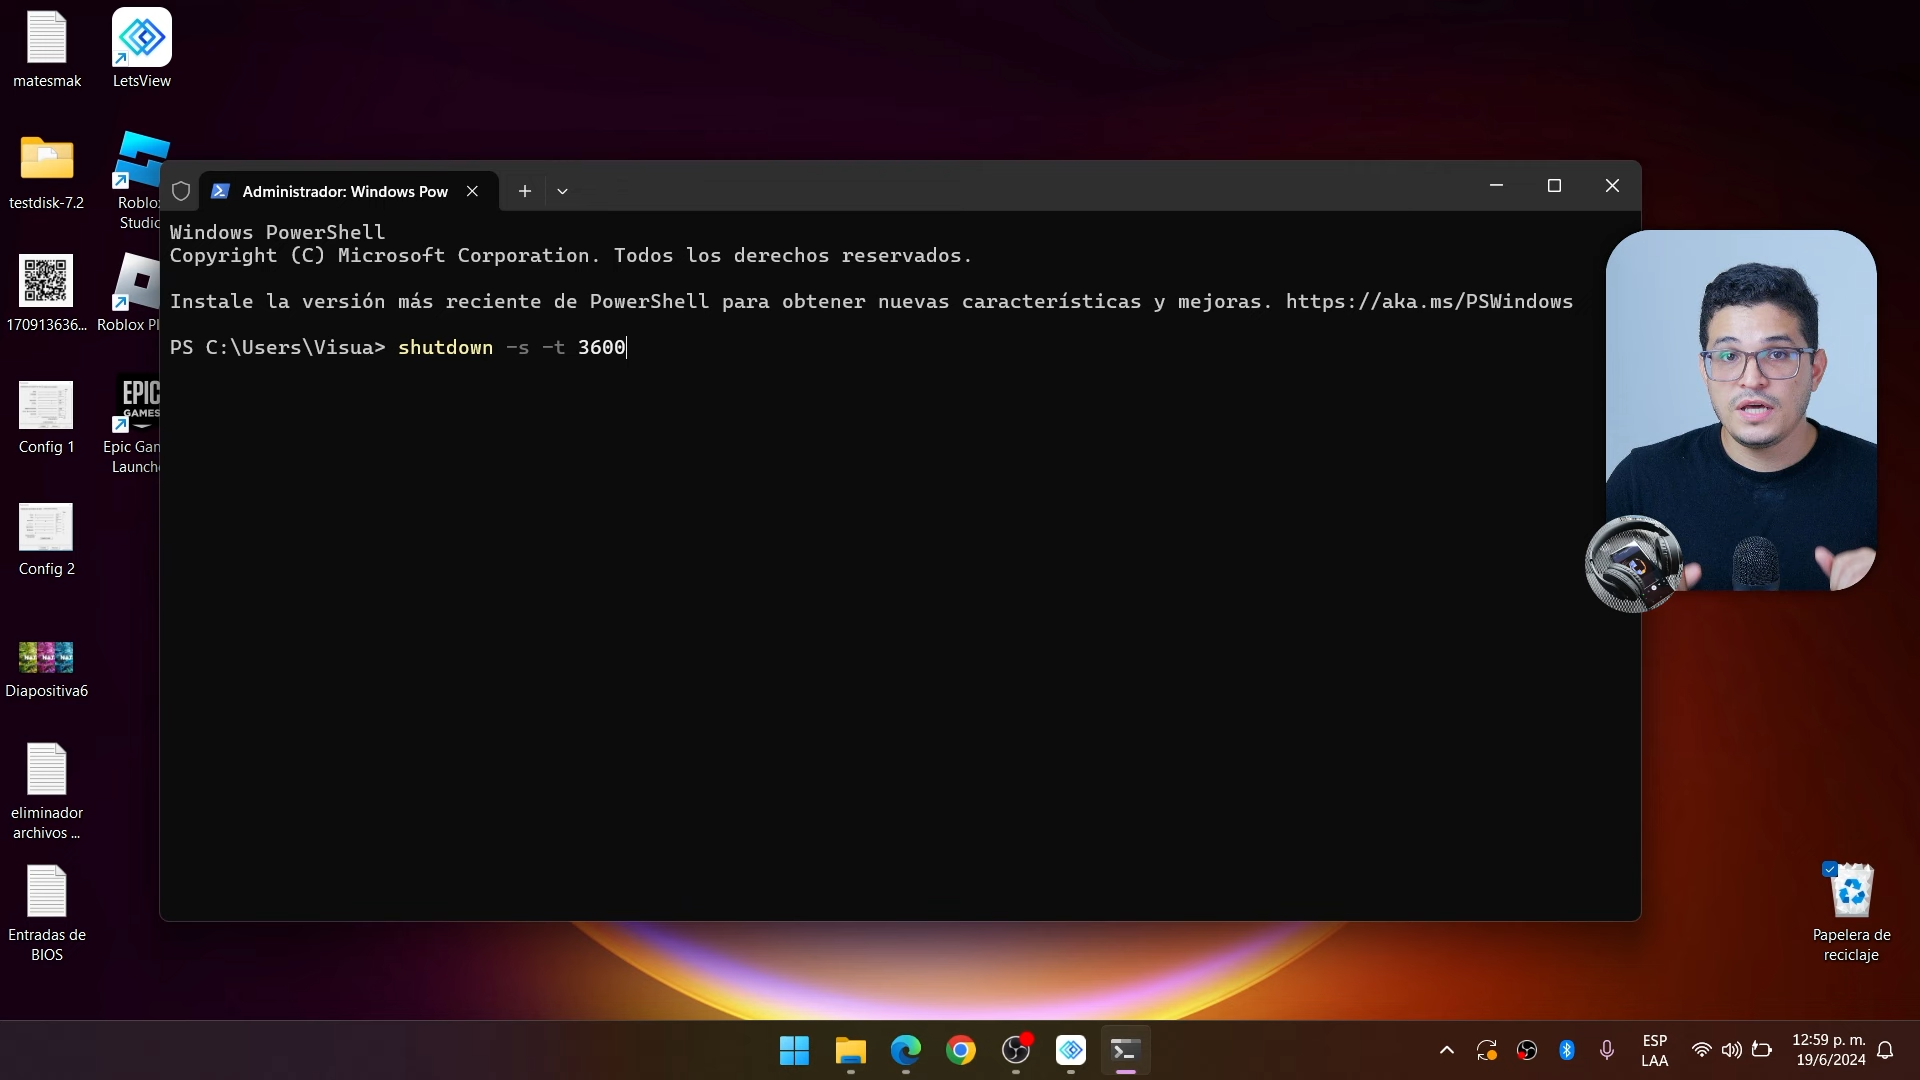 matesmak
LetsView
testdisk-7.2
Roblox
Studio
170913636...
Roblox Pl
Config 1
EPIC
GAMES
Epic Gan
Launche
Config 2
Diapositiva6
eliminador
archivos ...
Entradas de
BIOS
Administrador: Windows Pow
Windows PowerShell
Copyright (C) Microsoft Corporation. Todos los derechos reservados.
Instale la versión más reciente de PowerShell para obtener nuevas características y mejoras. https://aka.ms/PSWindows
PS C:\Users\Visua> shutdown -s -t 3600
Papelera de
reciclaje
ESP
LAA
12:59 p. m.
19/6/2024